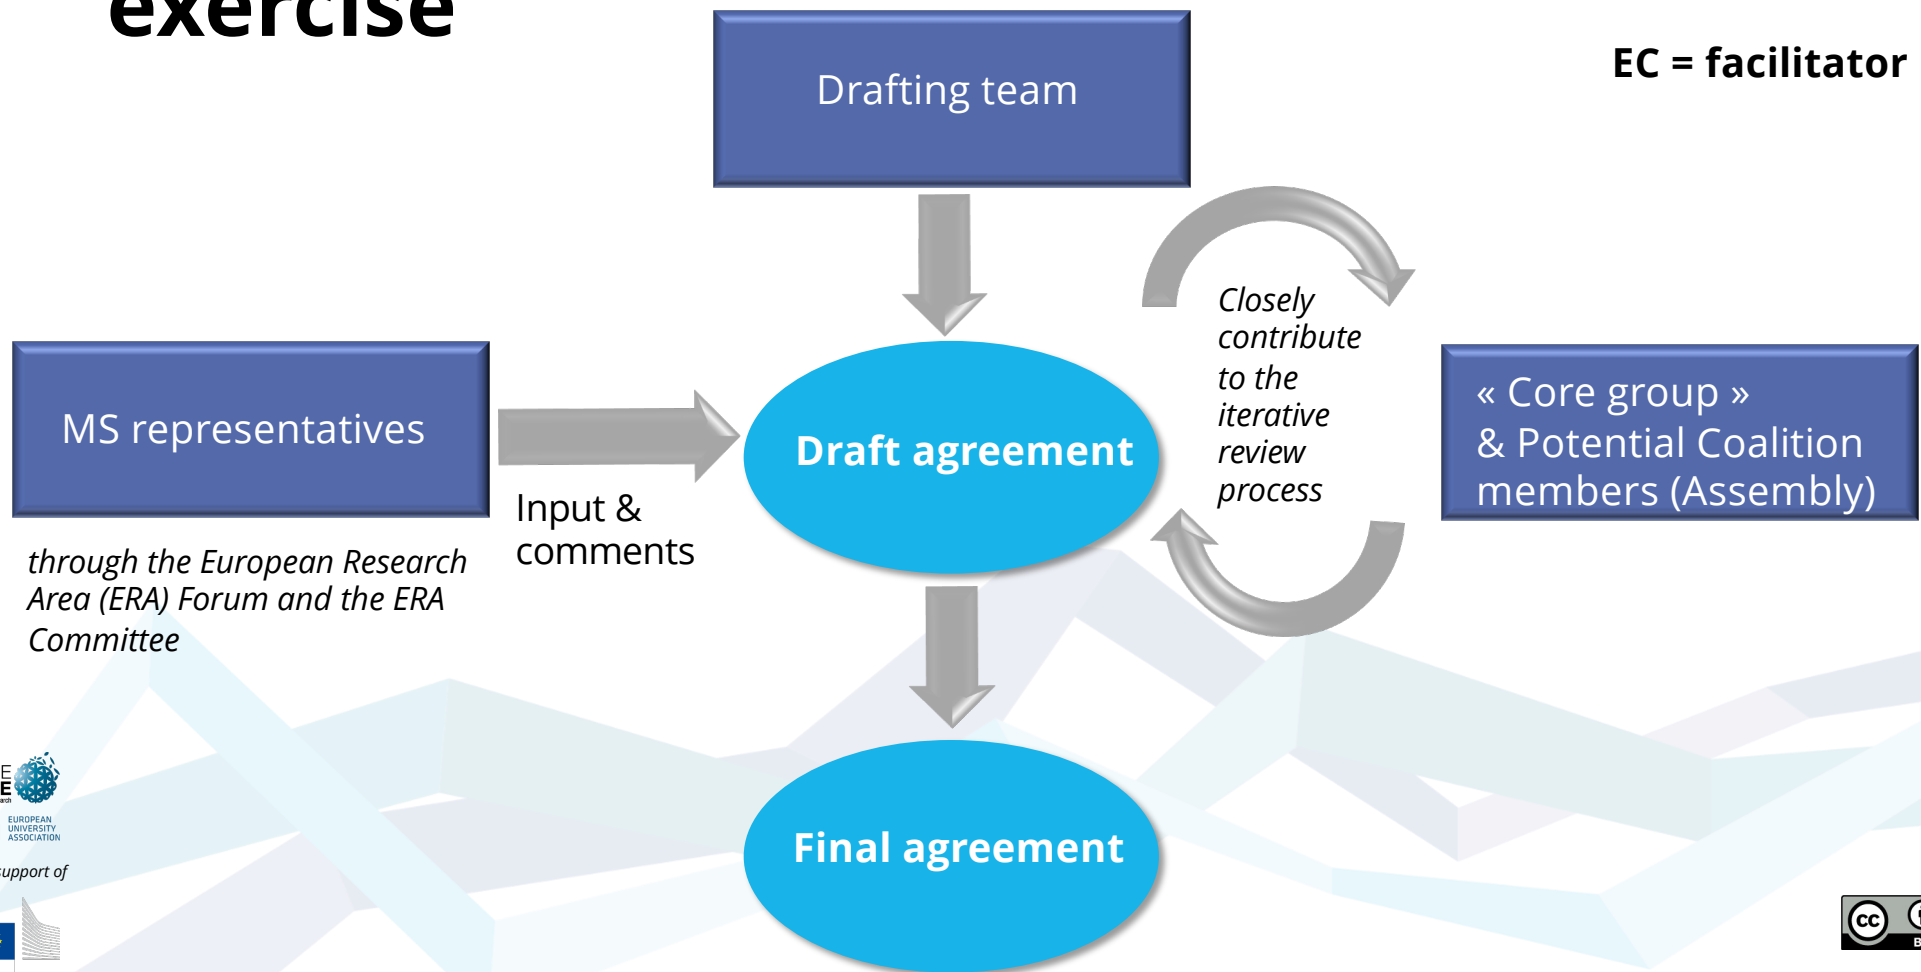 exercise
EC = facilitator
Drafting team
Closely
contribute
to the
iterative
review
process
MS representatives
Draft agreement
« Core group »
& Potential Coalition
members (Assembly)
Input &
comments
through the European Research
Area (ERA) Forum and the ERA
Committee
Final agreement
EUROPEAN
UNIVERSITY
ASSOCIATION
support of
cc